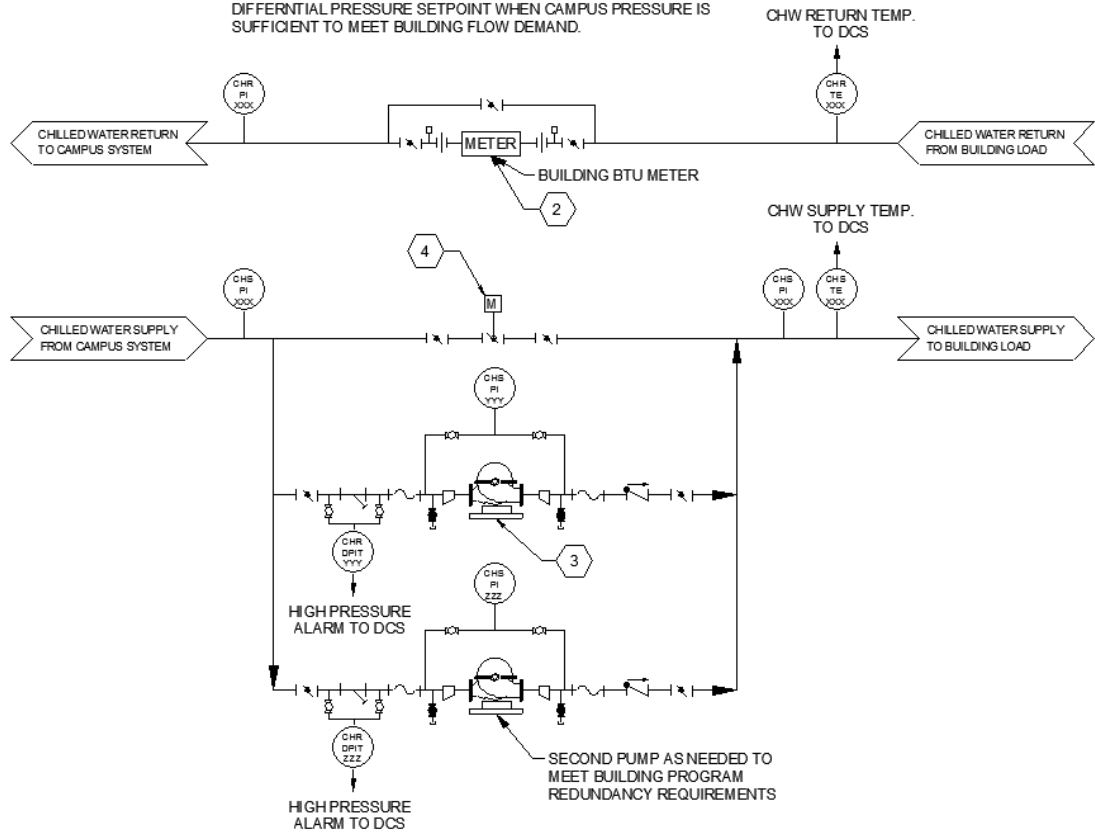 DIFFERNTIAL PRESSURE SETPOINT WHEN CAMPUS PRESSURE IS
SUFFICIENT TO MEET BUILDING FLOW DEMAND.
CHW RETURN TEMP.
TO DCS
CHR
PI
XXX
CHR
TE
XXX
CHILLED WATER RETURN
TO CAMPUS SYSTEM
METER
CHILLED WATER RETURN
FROM BUILDING LOAD
BUILDING BTU METER
2
CHW SUPPLY TEMP.
TO DCS
4
CHS
PI
XXX
M
CHS
PI
XXX
CHS
TE
XXX
CHILLED WATER SUPPLY
FROM CAMPUS SYSTEM
CHILLED WATER SUPPLY
TO BUILDING LOAD
CHS
PI
YYY
CHR
DPIT
YYY
3
HIGH PRESSURE
ALARM TO DCS
CHS
PI
ZZZ
CHR
DPIT
ZZZ
SECOND PUMP AS NEEDED TO
MEET BUILDING PROGRAM
REDUNDANCY REQUIREMENTS
HIGH PRESSURE
ALARM TO DCS